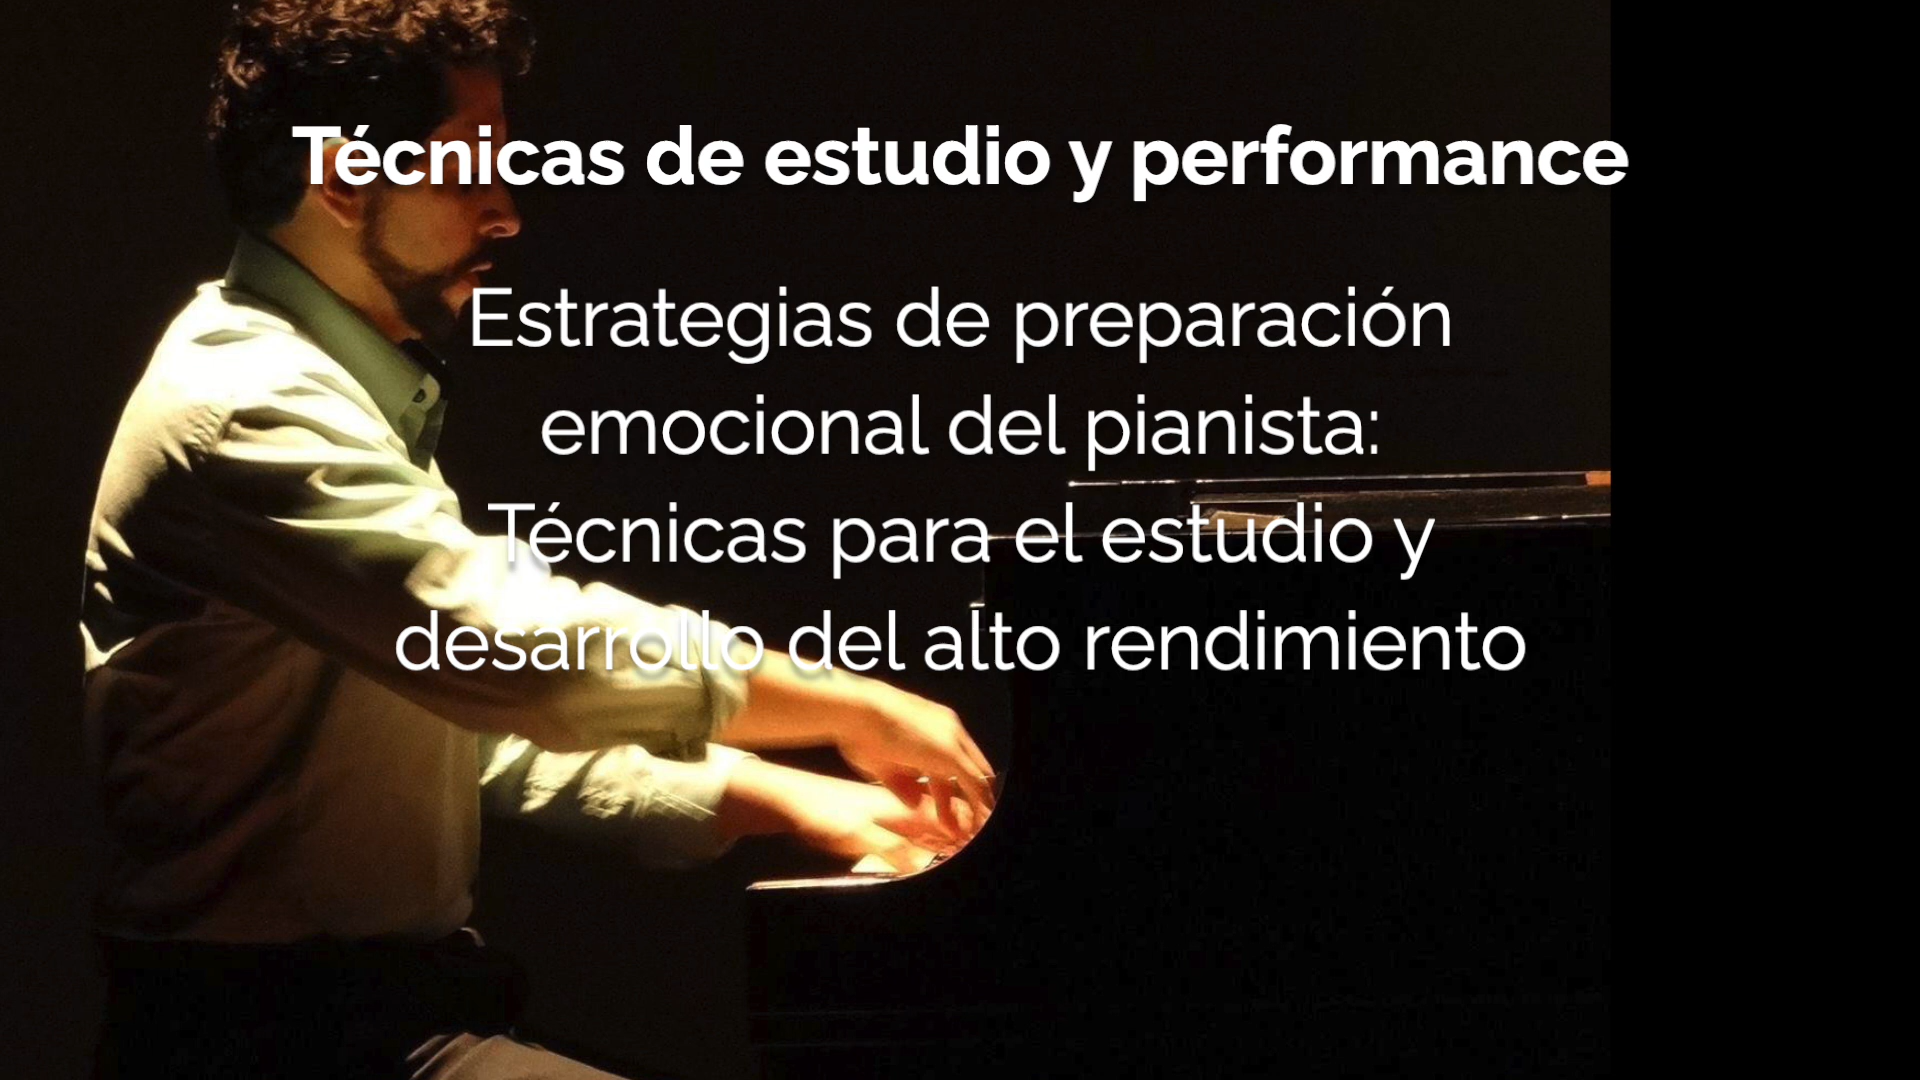 Técnicas de estudio y performance
Estrategias de preparación
emocional del pianista:
Técnicas para el estudio y
desarrollo del alto rendimiento